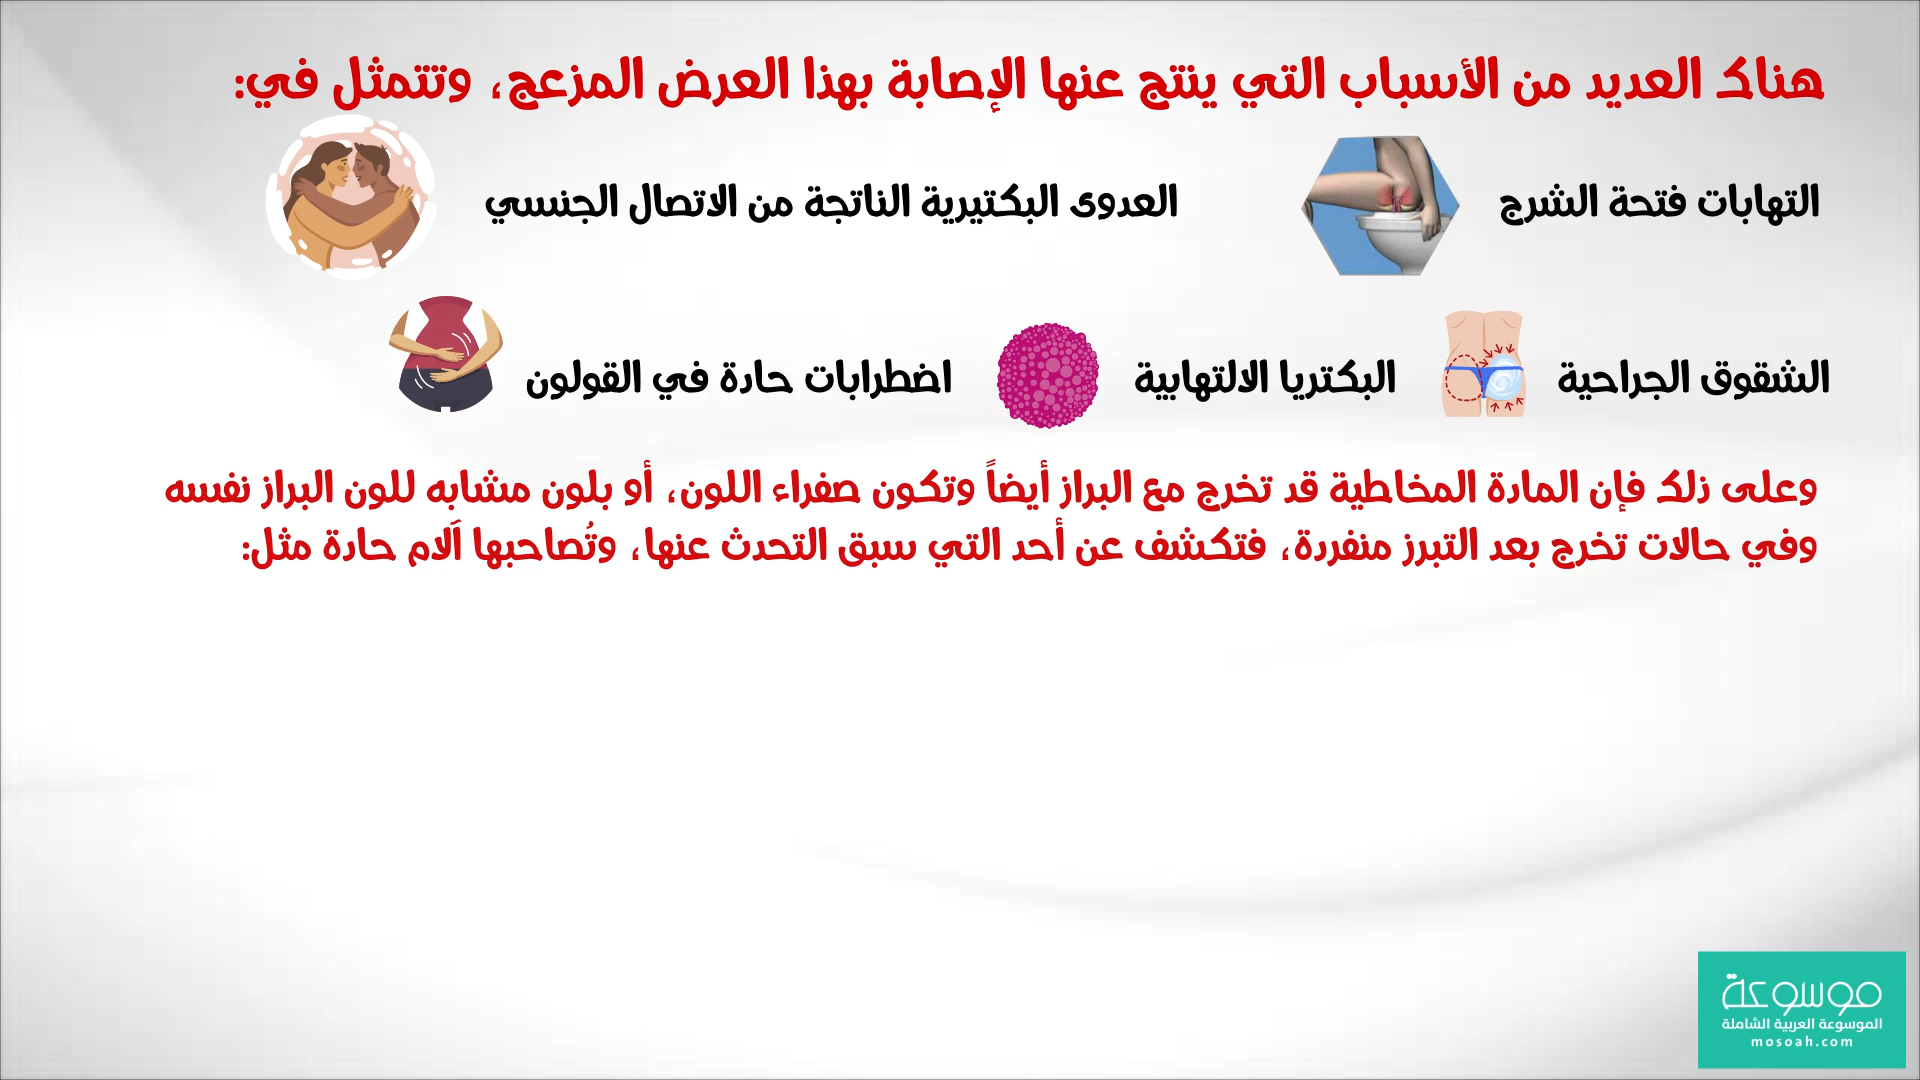 هناك العديد من الأسباب التي ينتج عنها الإصابة بهذا العرض المزعج، وتتمثل في:
التهابات فتحة الشرج
العدوى البكتيرية الناتجة من الاتصال الجنسي
الشقوق الجراحية
البكتريا الالتهابية
اضطرابات حادة في القولون
وعلى ذلك فإن المادة المخاطية قد تخرج مع البراز أيضاً وتكون صفراء اللون، أو بلون مشابه للون البراز نفسه
وفي حالات تخرج بعد التبرز منفردة، فتكشف عن أحد التي سبق التحدث عنها، وتُصاحبها آلام حادة مثل:
موسوعة
الموسوعة العربية الشاملة
mosoah.com